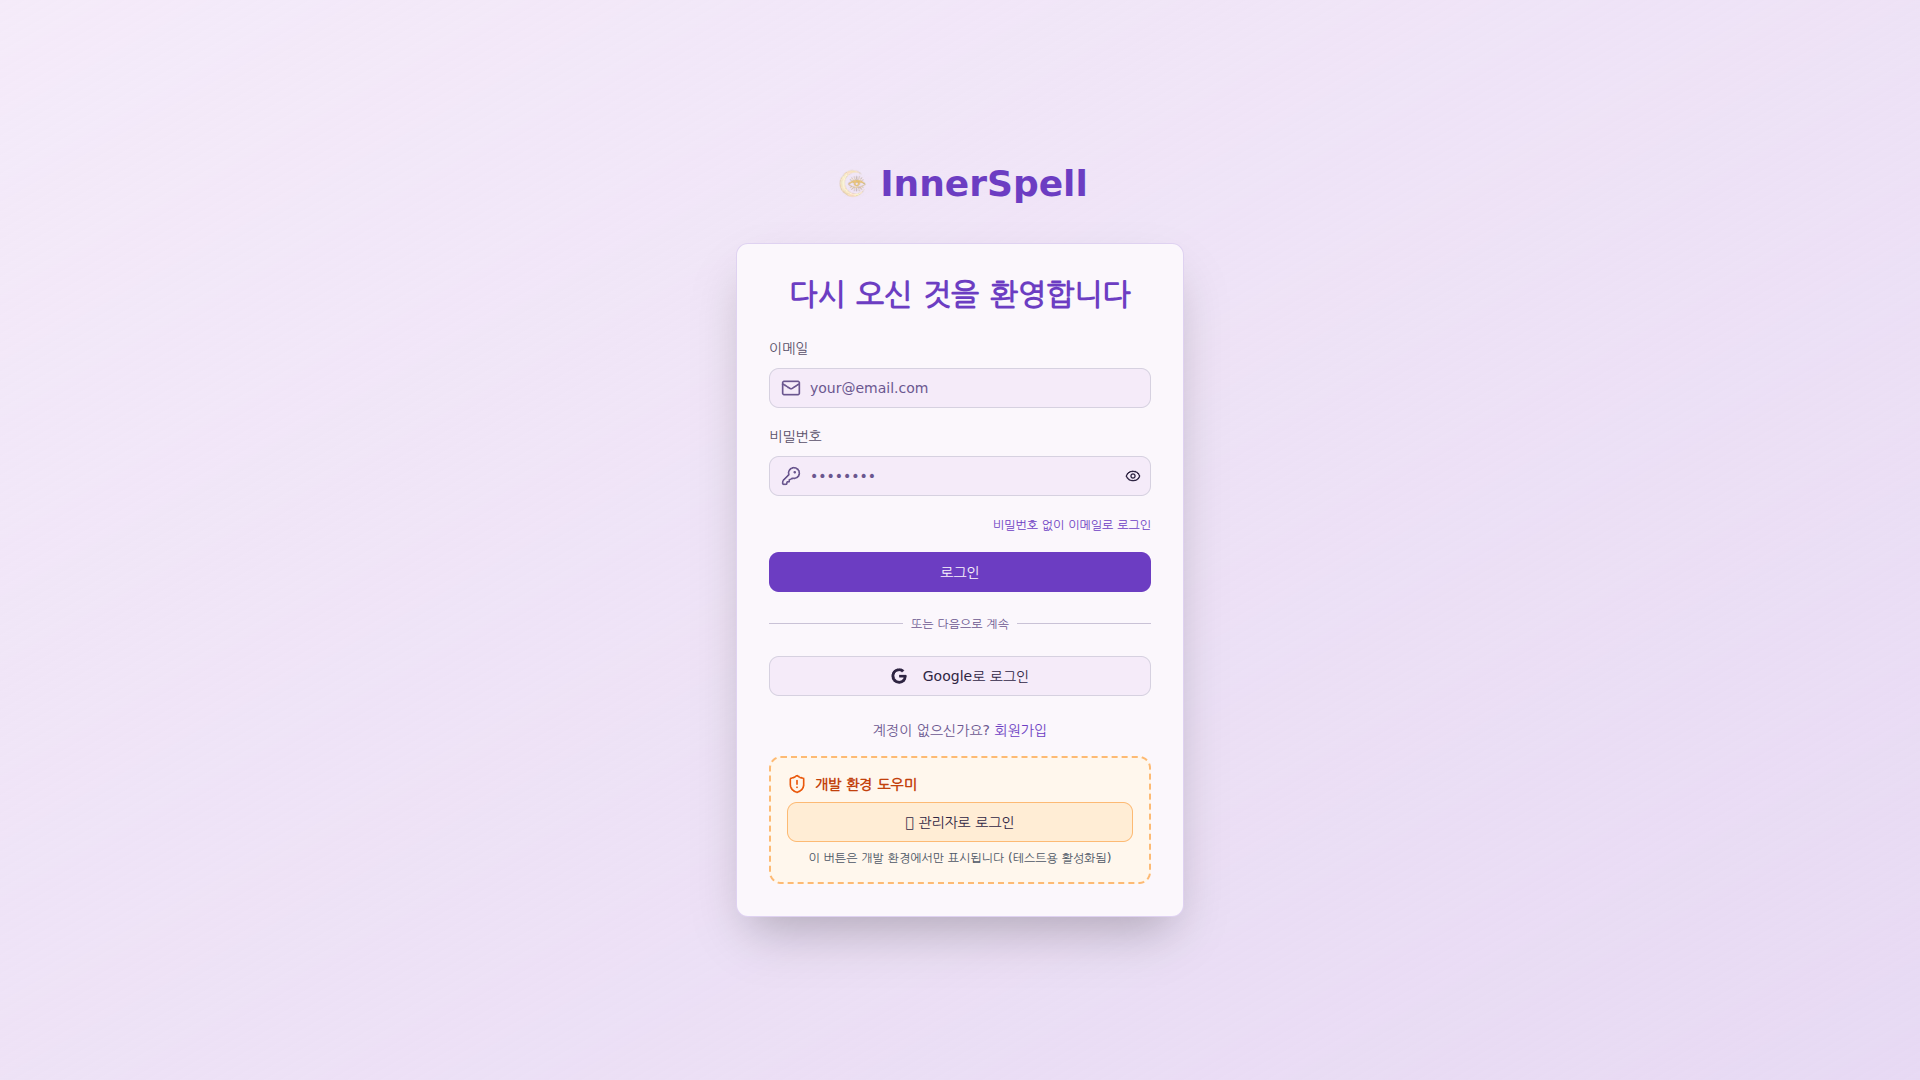 InnerSpell
다시 오신 것을 환영합니다
이메일
your@email.com
비밀번호
••••••••
비밀번호 없이 이메일로 로그인
로그인
또는 다음으로 계속
Google로 로그인
계정이 없으신가요? 회원가입
개발 환경 도우미
관리자로 로그인
이 버튼은 개발 환경에서만 표시됩니다 (테스트용 활성화됨)